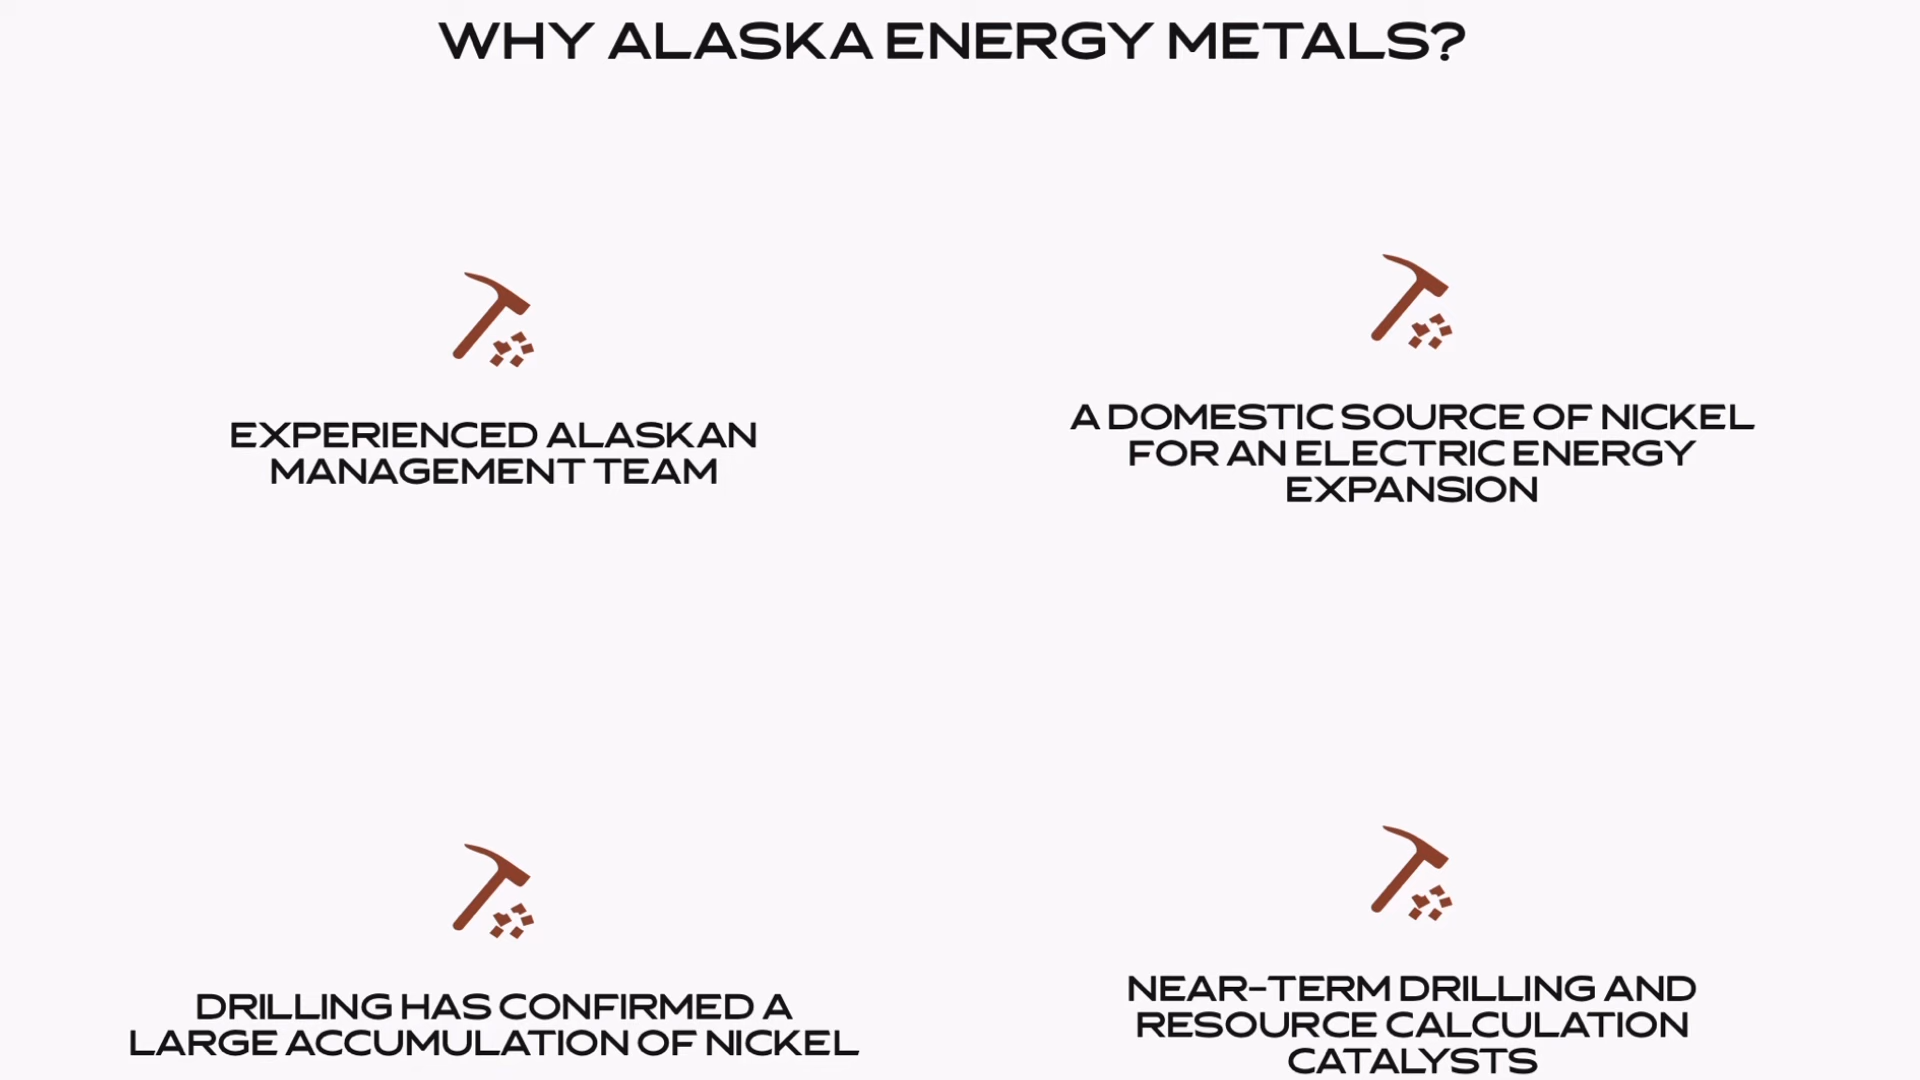 WHY ALASKA ENERGY METALS?
EXPERIENCED ALASKAN
MANAGEMENT TEAM
A DOMESTIC SOURCE OF NICKEL
FOR AN ELECTRIC ENERGY
EXPANSION
DRILLING HAS CONFIRMED A
LARGE ACCUMULATION OF NICKEL
NEAR-TERM DRILLING AND
RESOURCE CALCULATION
CATALYSTS